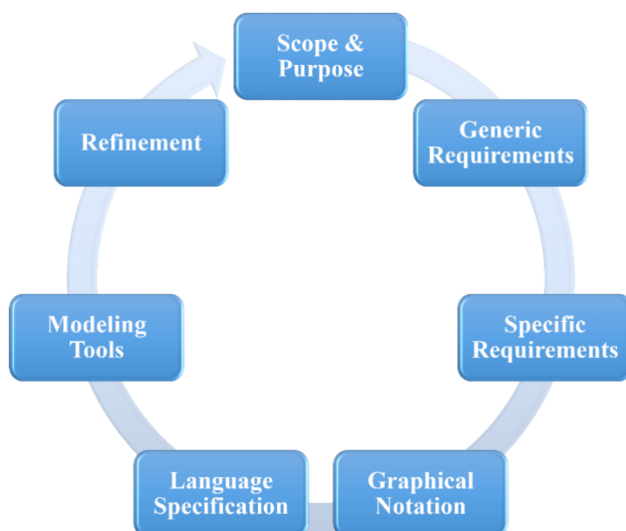 Scope &
Purpose
Generic
Requirements
Specific
Requirements
Graphical
Notation
Language
Specification
Modeling
Tools
Refinement